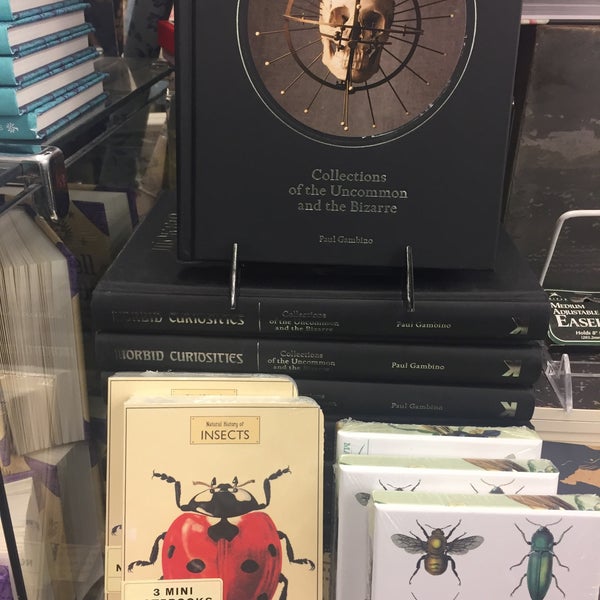 Collections
of the Uncommon
and the Bizarre
Paul Gambino
MORBID CURIOSITIES
Collections
of the Uncommon
and the Bizarre
Paul Gambino
K
MORBID CURIOSITIES
Collections
of the Uncommon
and the Bizarre
Paul Gambino
K
Paul Gambino
K
MEDIUM
ADJUSTABLE
EASEL
Holds 8"
Natural History of
INSECTS
3 MINI